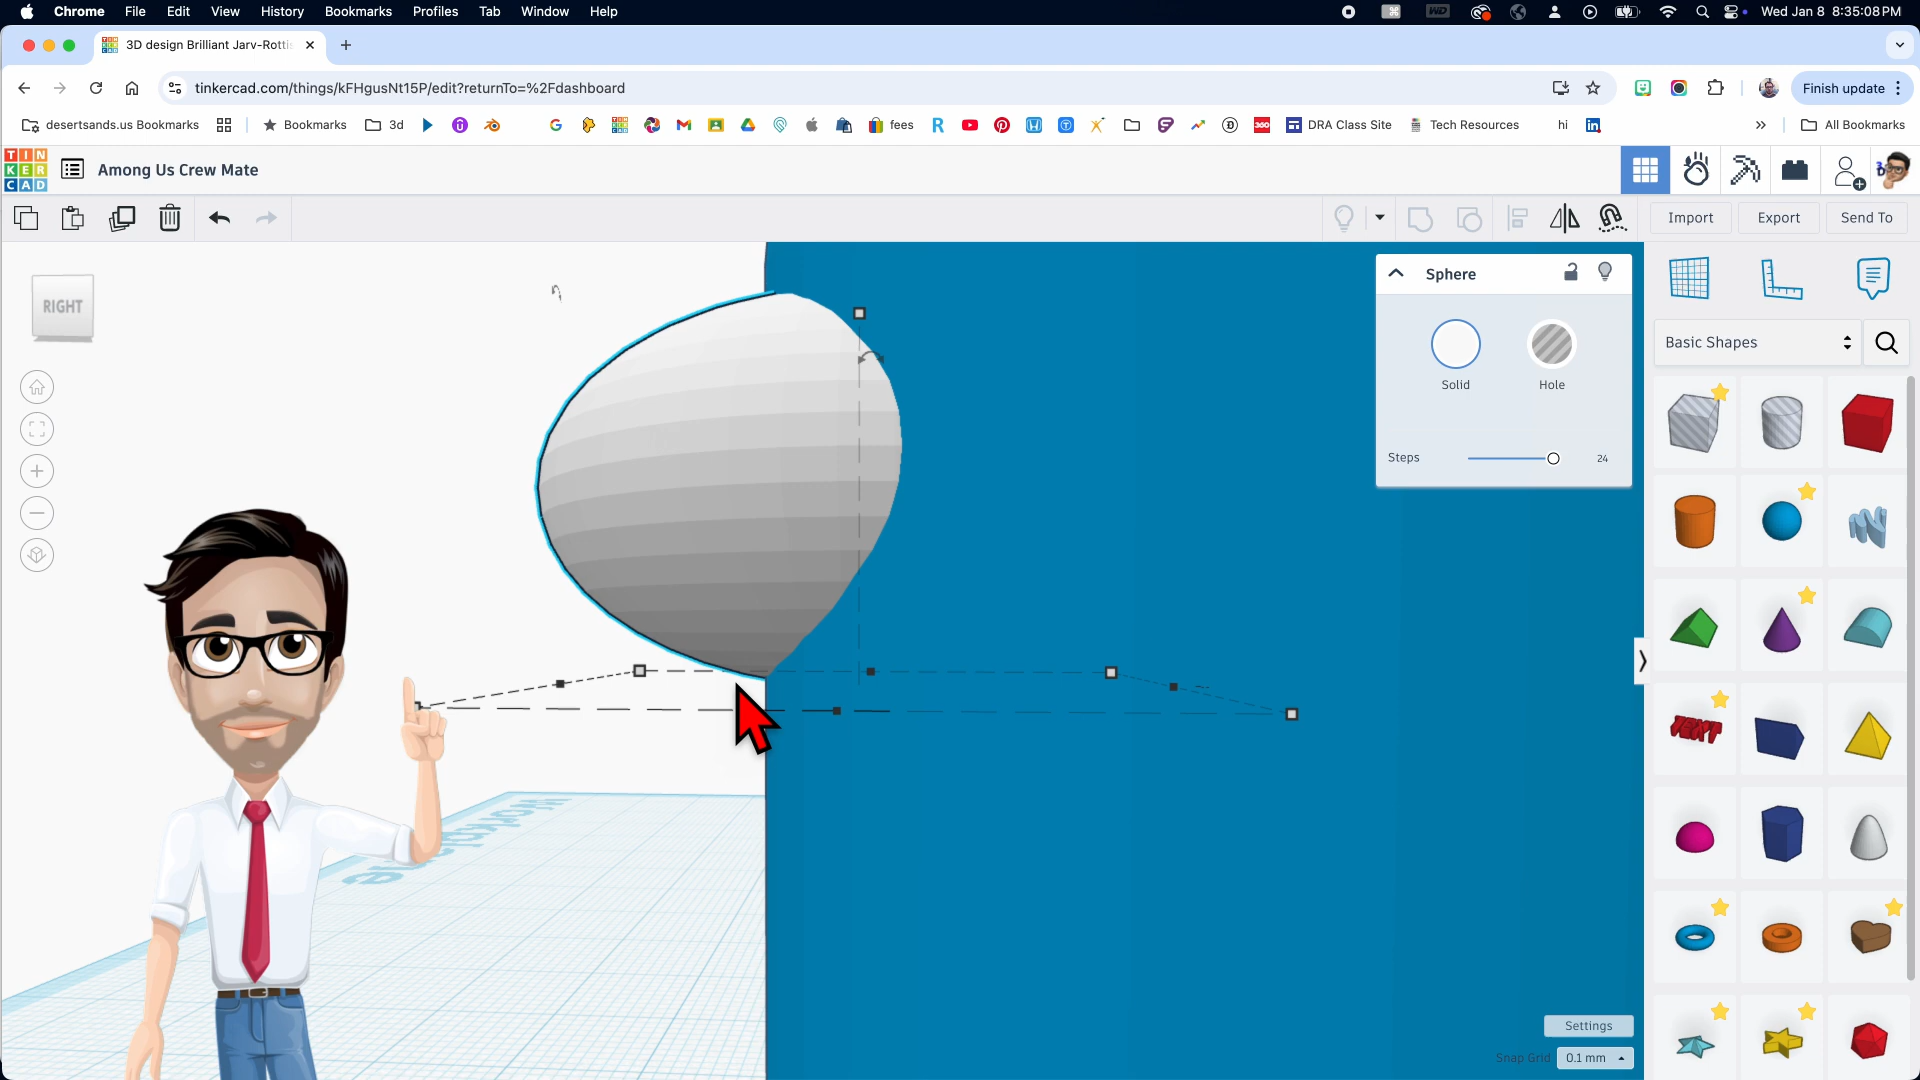 Chrome File Edit View History Bookmarks Profiles Tab Window Help
Wed Jan 8 8:35:08 PM
3D design Brilliant Jarv-Rotti
tinkercad.com/things/kFHgusNt15P/edit?returnTo=%2Fdashboard
Finish update
desertsands.us Bookmarks
Bookmarks
3d
fees
DRA Class Site
Tech Resources
hi
All Bookmarks
TIN
KER
CAD
Among Us Crew Mate
Import
Export
Send To
RIGHT
Sphere
Solid
Hole
Steps
24
Basic Shapes
TEXT
Settings
Snap Grid 0.1 mm